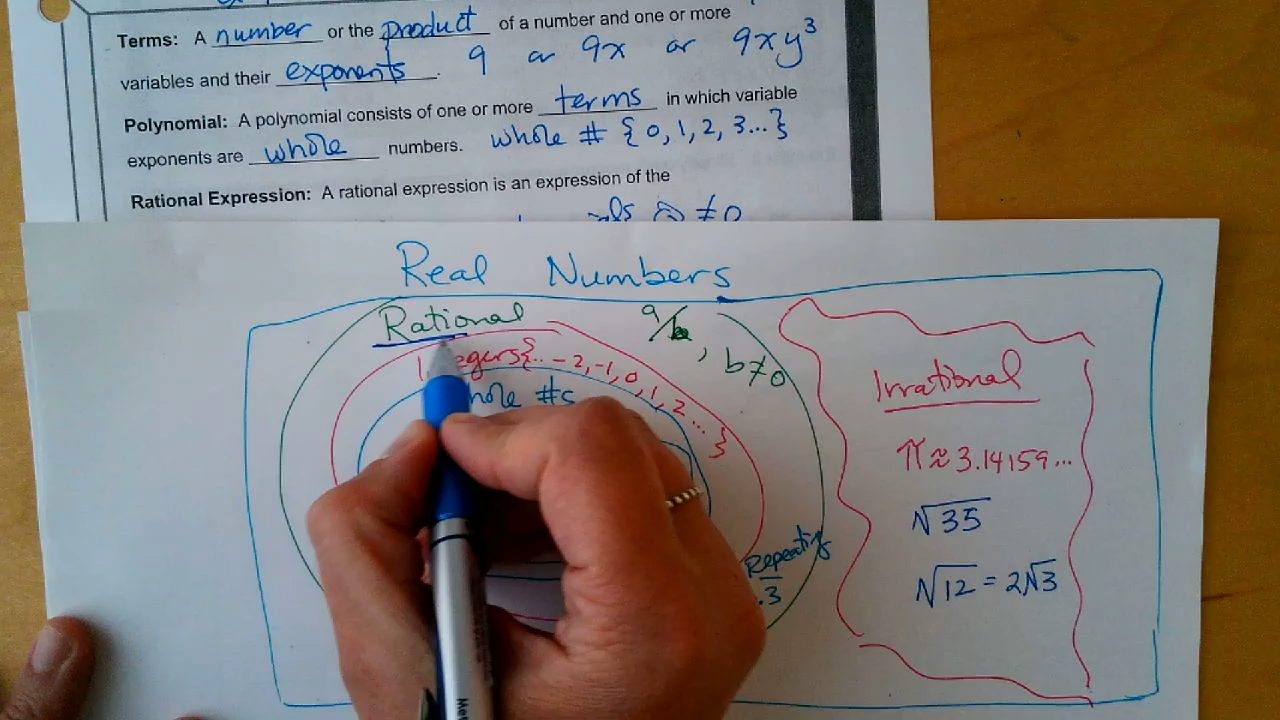 Terms: A number or the product of a number and one or more
variables and their exponents. 9 or 9x or 9xy³
Polynomial: A polynomial consists of one or more terms in which variable
exponents are whole numbers. whole # {0, 1, 2, 3...}
Rational Expression: A rational expression is an expression of the
≠0
Real Numbers
Rational a/b, b≠0
{... -2, -1, 0, 1, 2 ... }
#s
Repeating
.3̅
Irrational
π ≈ 3.14159...
√35
√12 = 2√3